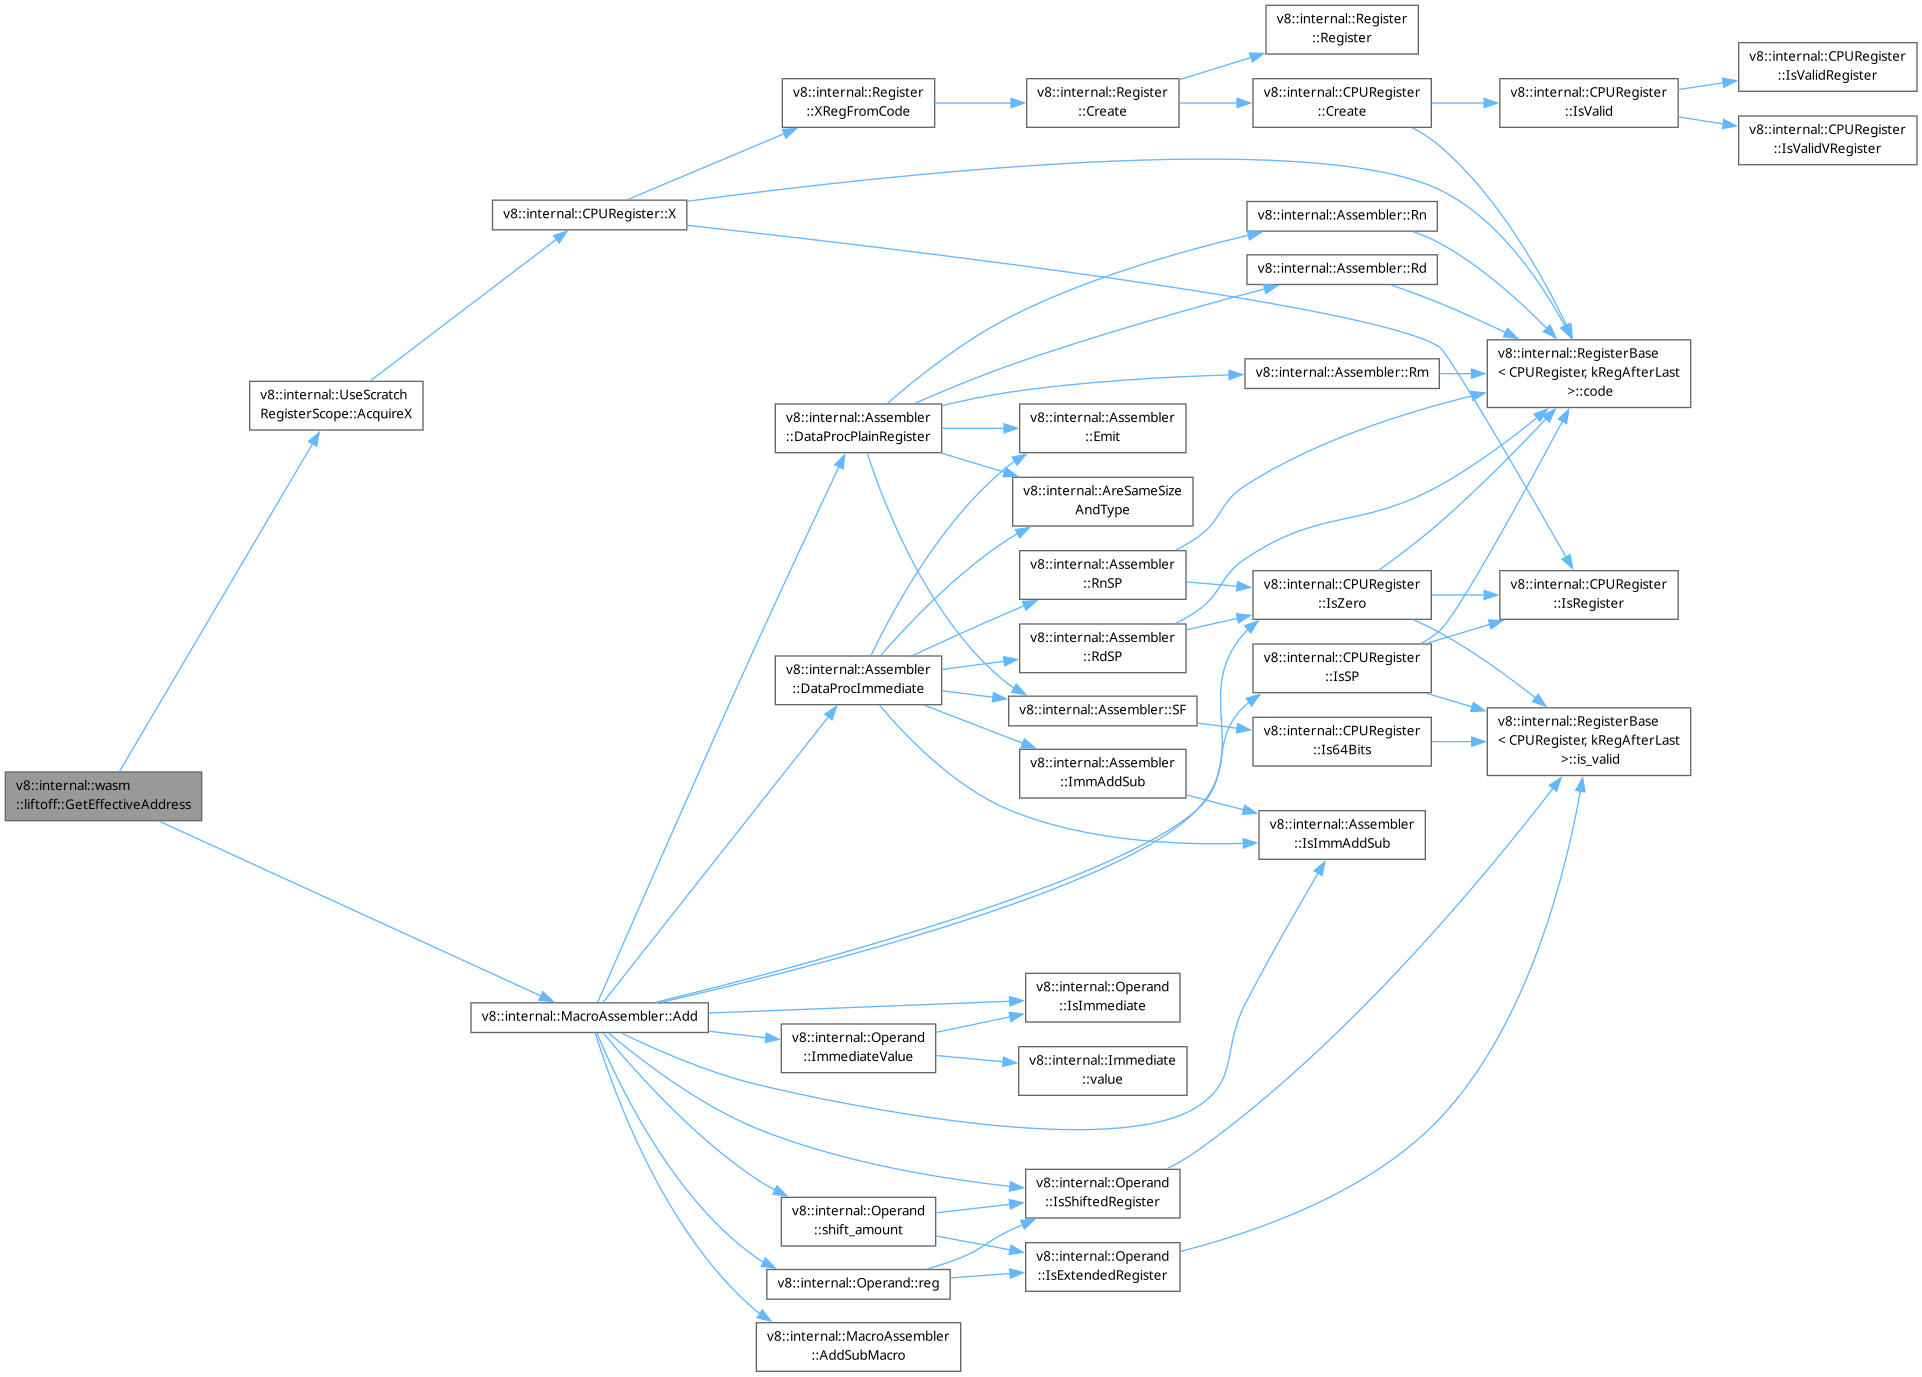 v8::internal::Register
::Register
v8::internal::CPURegister
::IsValidRegister
v8::internal::Register
::XRegFromCode
v8::internal::Register
::Create
v8::internal::CPURegister
::Create
v8::internal::CPURegister
::IsValid
v8::internal::CPURegister
::IsValidVRegister
v8::internal::CPURegister::X
v8::internal::Assembler::Rn
v8::internal::Assembler::Rd
v8::internal::RegisterBase
< CPURegister, kRegAfterLast
>::code
v8::internal::Assembler::Rm
v8::internal::UseScratch
RegisterScope::AcquireX
v8::internal::Assembler
::DataProcPlainRegister
v8::internal::Assembler
::Emit
v8::internal::AreSameSize
AndType
v8::internal::Assembler
::RnSP
v8::internal::CPURegister
::IsZero
v8::internal::CPURegister
::IsRegister
v8::internal::Assembler
::RdSP
v8::internal::CPURegister
::IsSP
v8::internal::Assembler
::DataProcImmediate
v8::internal::Assembler::SF
v8::internal::CPURegister
::Is64Bits
v8::internal::RegisterBase
< CPURegister, kRegAfterLast
>::is_valid
v8::internal::Assembler
::ImmAddSub
v8::internal::wasm
::liftoff::GetEffectiveAddress
v8::internal::Assembler
::IsImmAddSub
v8::internal::MacroAssembler::Add
v8::internal::Operand
::IsImmediate
v8::internal::Operand
::ImmediateValue
v8::internal::Immediate
::value
v8::internal::Operand
::IsShiftedRegister
v8::internal::Operand
::shift_amount
v8::internal::Operand
::IsExtendedRegister
v8::internal::Operand::reg
v8::internal::MacroAssembler
::AddSubMacro